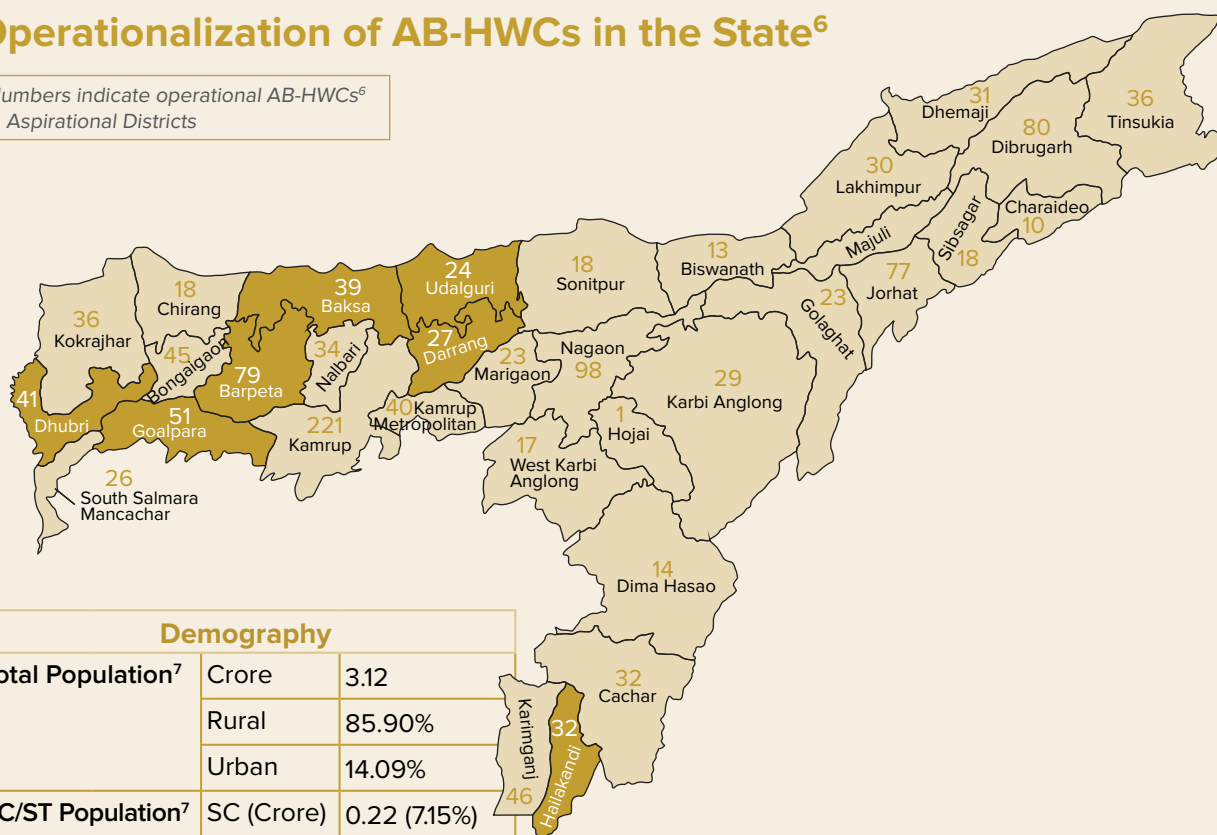 Operationalization of AB-HWCs in the State⁶
Numbers indicate operational AB-HWCs⁶
Aspirational Districts
31
Dhemaji
36
Tinsukia
80
Dibrugarh
30
Lakhimpur
Charaideo
10
Majuli
Sibsagar
18
77
Jorhat
13
Biswanath
18
Sonitpur
24
Udalguri
39
Baksa
18
Chirang
36
Kokrajhar
23
Golaghat
45
Bongaigaon
34
Nalbari
27
Darrang
23
Marigaon
Nagaon
98
29
Karbi Anglong
79
Barpeta
41
Dhubri
51
Goalpara
221
Kamrup
40
Kamrup
Metropolitan
1
Hojai
17
West Karbi
Anglong
26
South Salmara
Mancachar
14
Dima Hasao
32
Cachar
Karimganj
46
32
Hailakandi
Demography
Total Population⁷ Crore 3.12
Rural 85.90%
Urban 14.09%
SC/ST Population⁷ SC (Crore) 0.22 (7.15%)